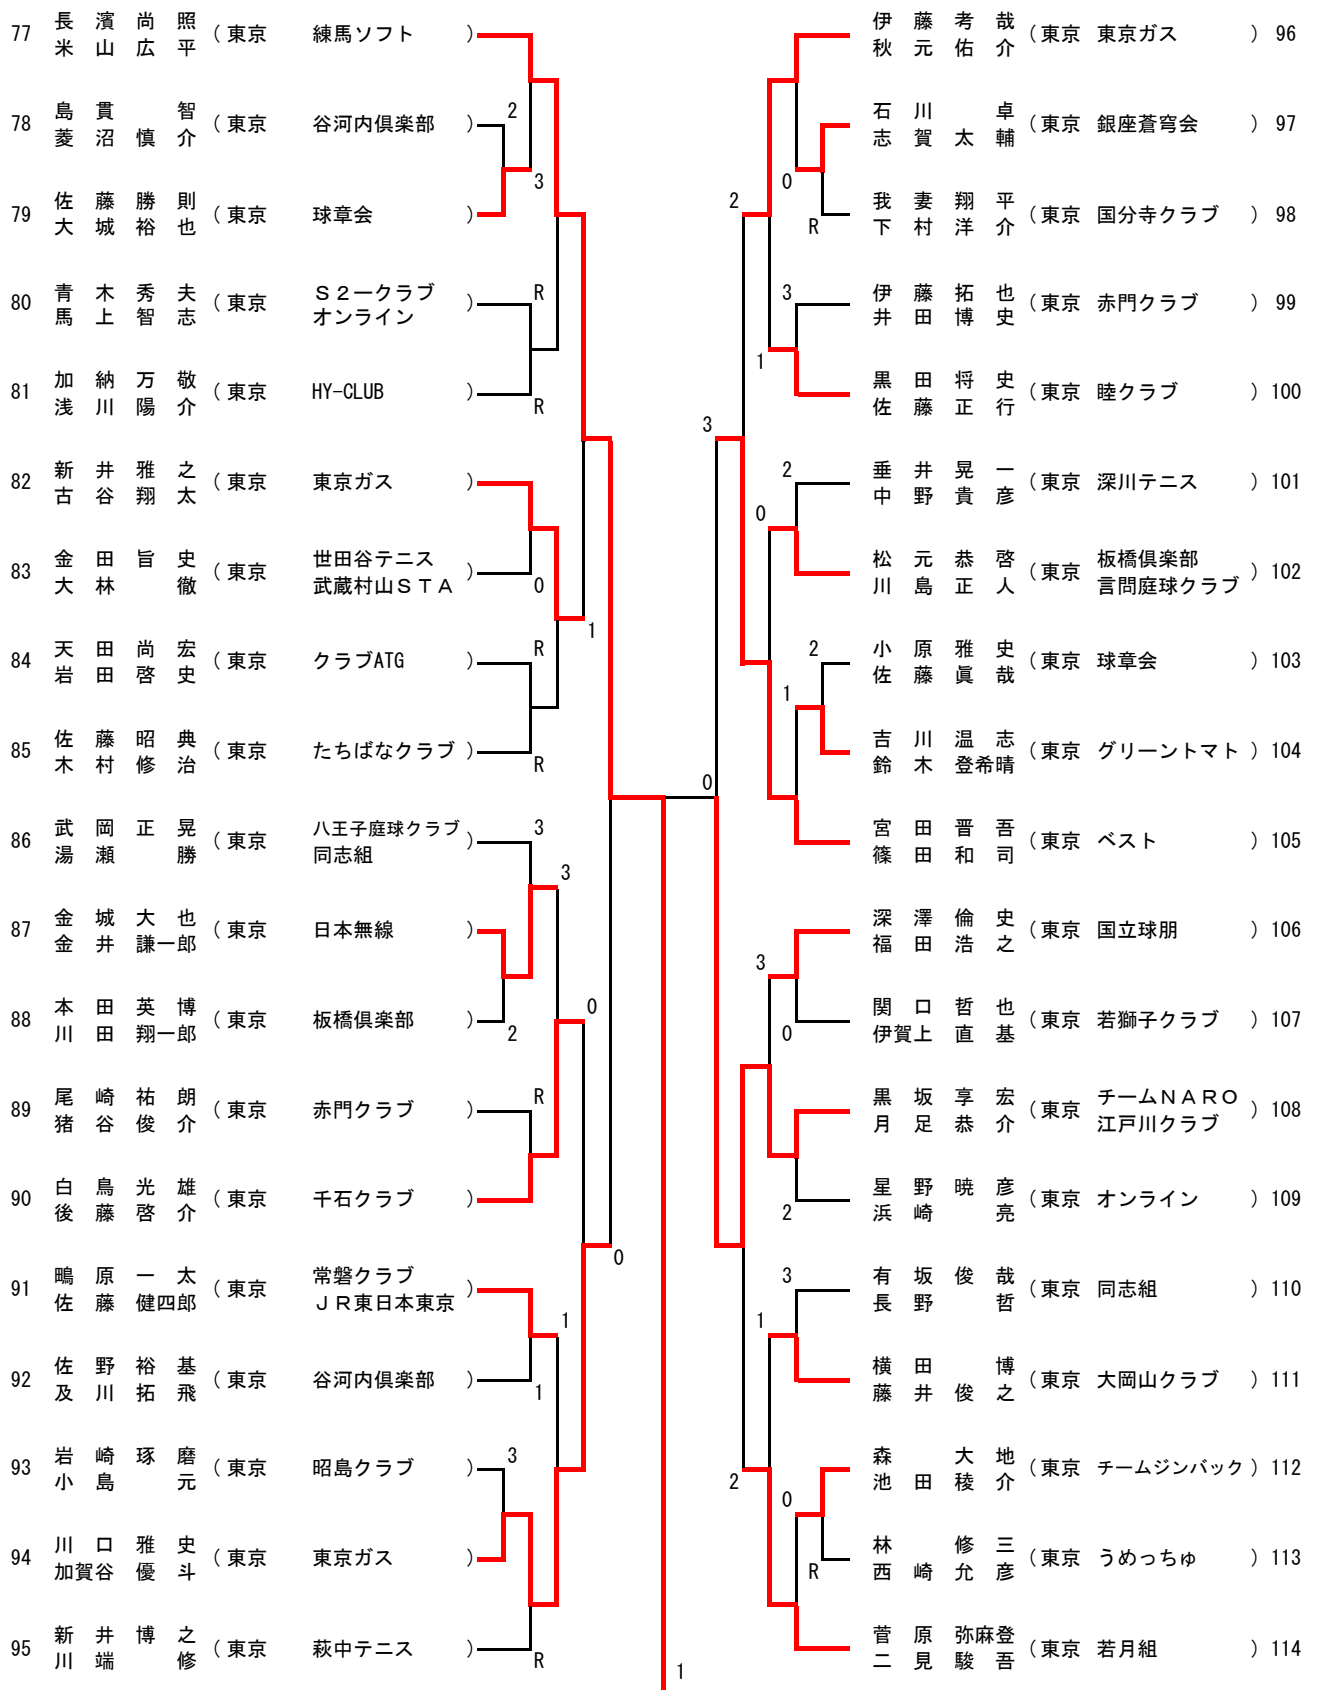 77 長濱尚照 米山広平 (東京 練馬ソフト)
78 島貫智 菱沼慎介 (東京 谷河内倶楽部) 2
79 佐藤勝則 大城裕也 (東京 球章会) 3
80 青木秀夫 馬上智志 (東京 S2ークラブ オンライン) R
81 加納万敬 浅川陽介 (東京 HY-CLUB) R
82 新井雅之 古谷翔太 (東京 東京ガス)
83 金田旨史 大林徹 (東京 世田谷テニス 武蔵村山STA) 0
1
84 天田尚宏 岩田啓史 (東京 クラブATG) R
85 佐藤昭典 木村修治 (東京 たちばなクラブ) R
86 武岡正晃 湯瀬勝 (東京 八王子庭球クラブ 同志組) 3
3
87 金城大也 金井謙一郎 (東京 日本無線)
88 本田英博 川田翔一郎 (東京 板橋倶楽部) 2
0
89 尾崎祐朗 猪谷俊介 (東京 赤門クラブ) R
90 白鳥光雄 後藤啓介 (東京 千石クラブ)
0
91 鴫原一太 佐藤健四郎 (東京 常磐クラブ JR東日本東京)
1
92 佐野裕基 及川拓飛 (東京 谷河内倶楽部) 1
93 岩崎琢磨 小島元 (東京 昭島クラブ) 3
94 川口雅史 加賀谷優斗 (東京 東京ガス)
95 新井博之 川端修 (東京 萩中テニス) R
1
伊藤考哉 秋元佑介 (東京 東京ガス) 96
石川卓 志賀太輔 (東京 銀座蒼穹会) 97
0
2
我妻翔平 下村洋介 (東京 国分寺クラブ) 98
R
3
伊藤拓也 井田博史 (東京 赤門クラブ) 99
1
黒田将史 佐藤正行 (東京 睦クラブ) 100
3
2
垂井晃一 中野貴彦 (東京 深川テニス) 101
0
松元恭啓 川島正人 (東京 板橋倶楽部 言問庭球クラブ) 102
2
小原雅史 佐藤眞哉 (東京 球章会) 103
1
吉川温志 鈴木登希晴 (東京 グリーントマト) 104
0
宮田晋吾 篠田和司 (東京 ベスト) 105
深澤倫史 福田浩之 (東京 国立球朋) 106
3
関口哲也 伊賀上直基 (東京 若獅子クラブ) 107
0
黒坂享宏 月足恭介 (東京 チームNARO 江戸川クラブ) 108
星野暁彦 浜崎亮 (東京 オンライン) 109
2
3
有坂俊哉 長野哲 (東京 同志組) 110
1
横田博 藤井俊之 (東京 大岡山クラブ) 111
森大地 池田稜介 (東京 チームジンバック) 112
2
0
林修三 西崎允彦 (東京 うめっちゅ) 113
R
菅原弥麻登 二見駿吾 (東京 若月組) 114